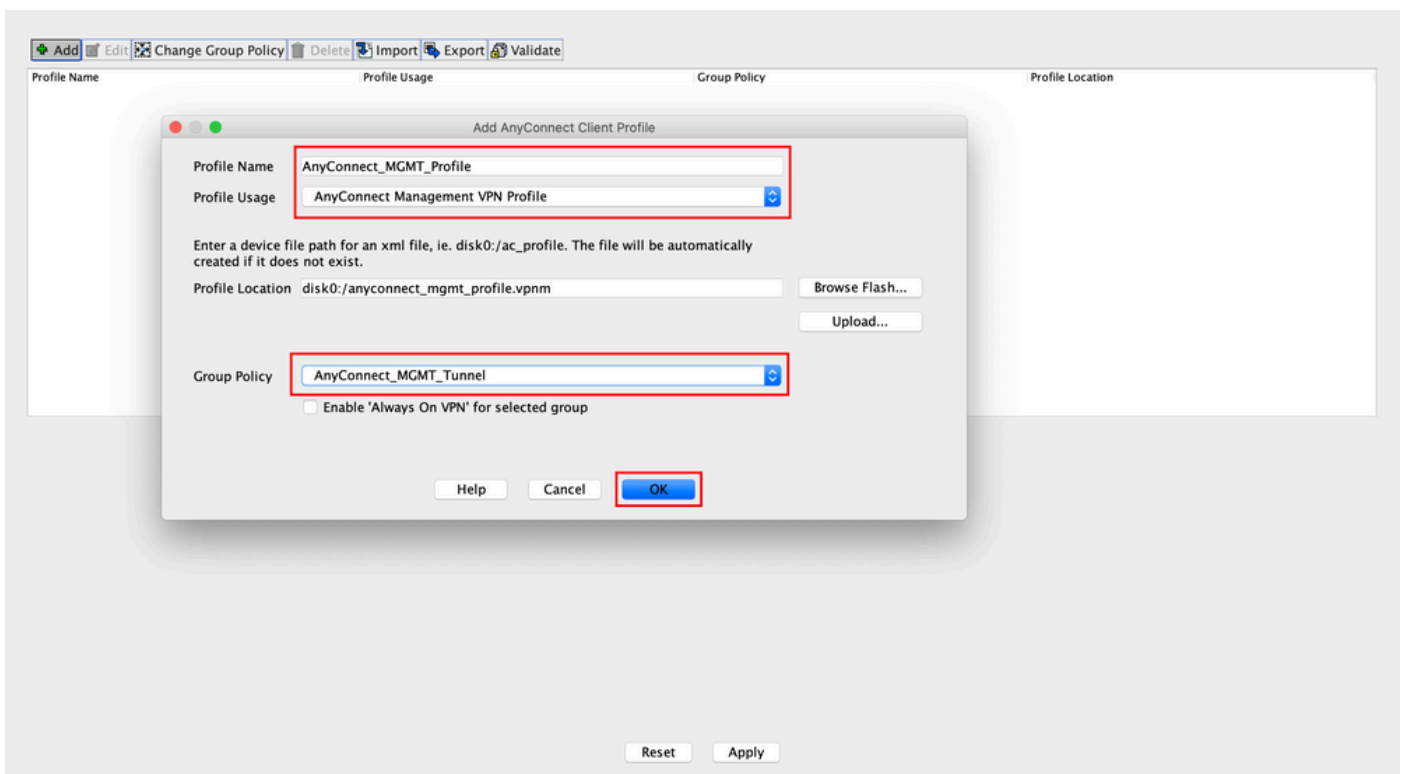 Add Edit Change Group Policy Delete Import Export Validate
Profile Name Profile Usage Group Policy Profile Location
Add AnyConnect Client Profile
Profile Name AnyConnect_MGMT_Profile
Profile Usage AnyConnect Management VPN Profile
Enter a device file path for an xml file, ie. disk0:/ac_profile. The file will be automatically
created if it does not exist.
Profile Location disk0:/anyconnect_mgmt_profile.vpnm Browse Flash...
Upload...
Group Policy AnyConnect_MGMT_Tunnel
Enable 'Always On VPN' for selected group
Help Cancel OK
Reset Apply